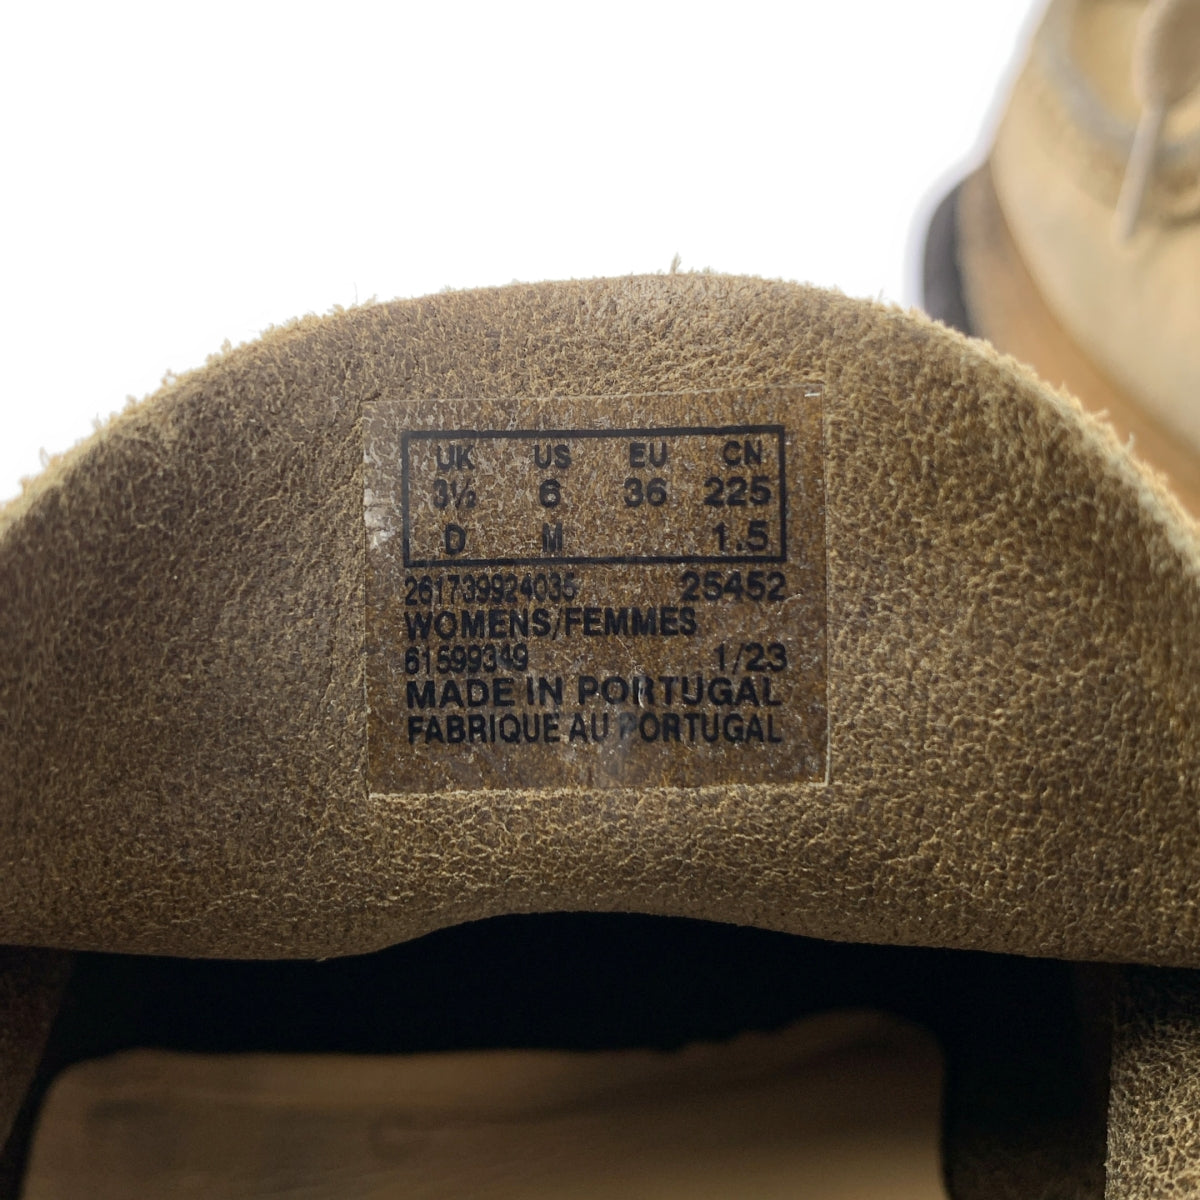 UK US EU CN
3½ 6 36 225
D M 1.5
261739924035 25452
WOMENS/FEMMES
61599349 1/23
MADE IN PORTUGAL
FABRIQUE AU PORTUGAL